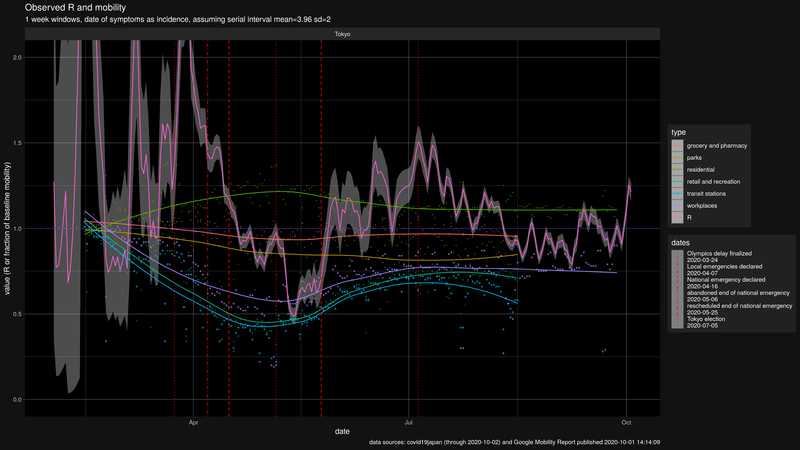 Observed R and mobility
1 week windows, date of symptoms as incidence, assuming serial interval mean=3.96 sd=2
Tokyo
value (R or fraction of baseline mobility)
2.0
1.5
1.0
0.5
0.0
Apr
Jul
Oct
date
type
grocery and pharmacy
parks
residential
retail and recreation
transit stations
workplaces
R
dates
Olympics delay finalized
2020-03-24
Local emergencies declared
2020-04-07
National emergency declared
2020-04-16
abandoned end of national emergency
2020-05-06
rescheduled end of national emergency
2020-05-25
Tokyo election
2020-07-05
data sources: covid19japan (through 2020-10-02) and Google Mobility Report published 2020-10-01 14:14:09